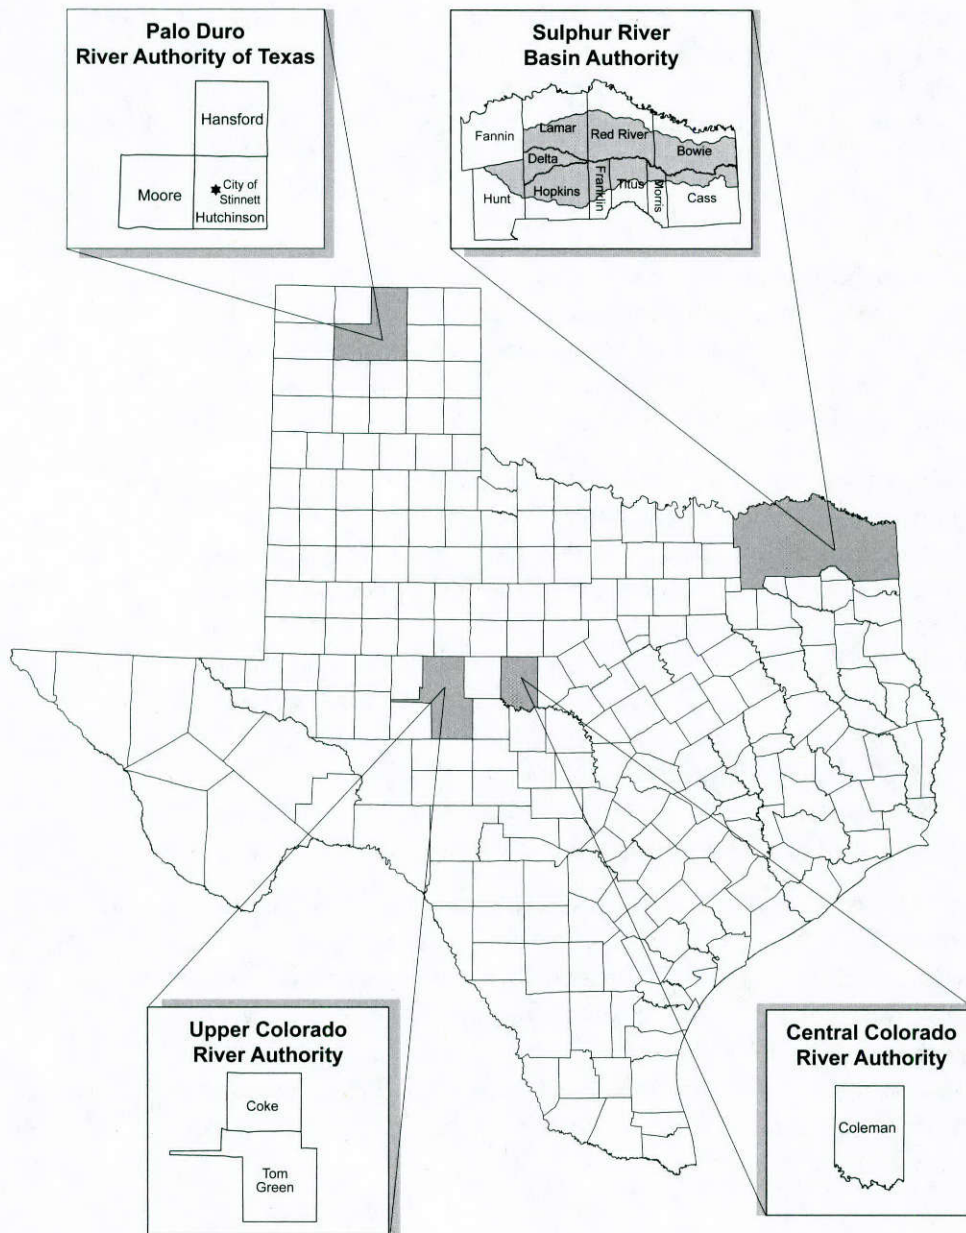 Palo Duro
River Authority of Texas
Hansford
Moore
City of
Stinnett
Hutchinson
Sulphur River
Basin Authority
Fannin
Lamar
Red River
Bowie
Delta
Hunt
Hopkins
Franklin
Titus
Morris
Cass
Upper Colorado
River Authority
Coke
Tom
Green
Central Colorado
River Authority
Coleman